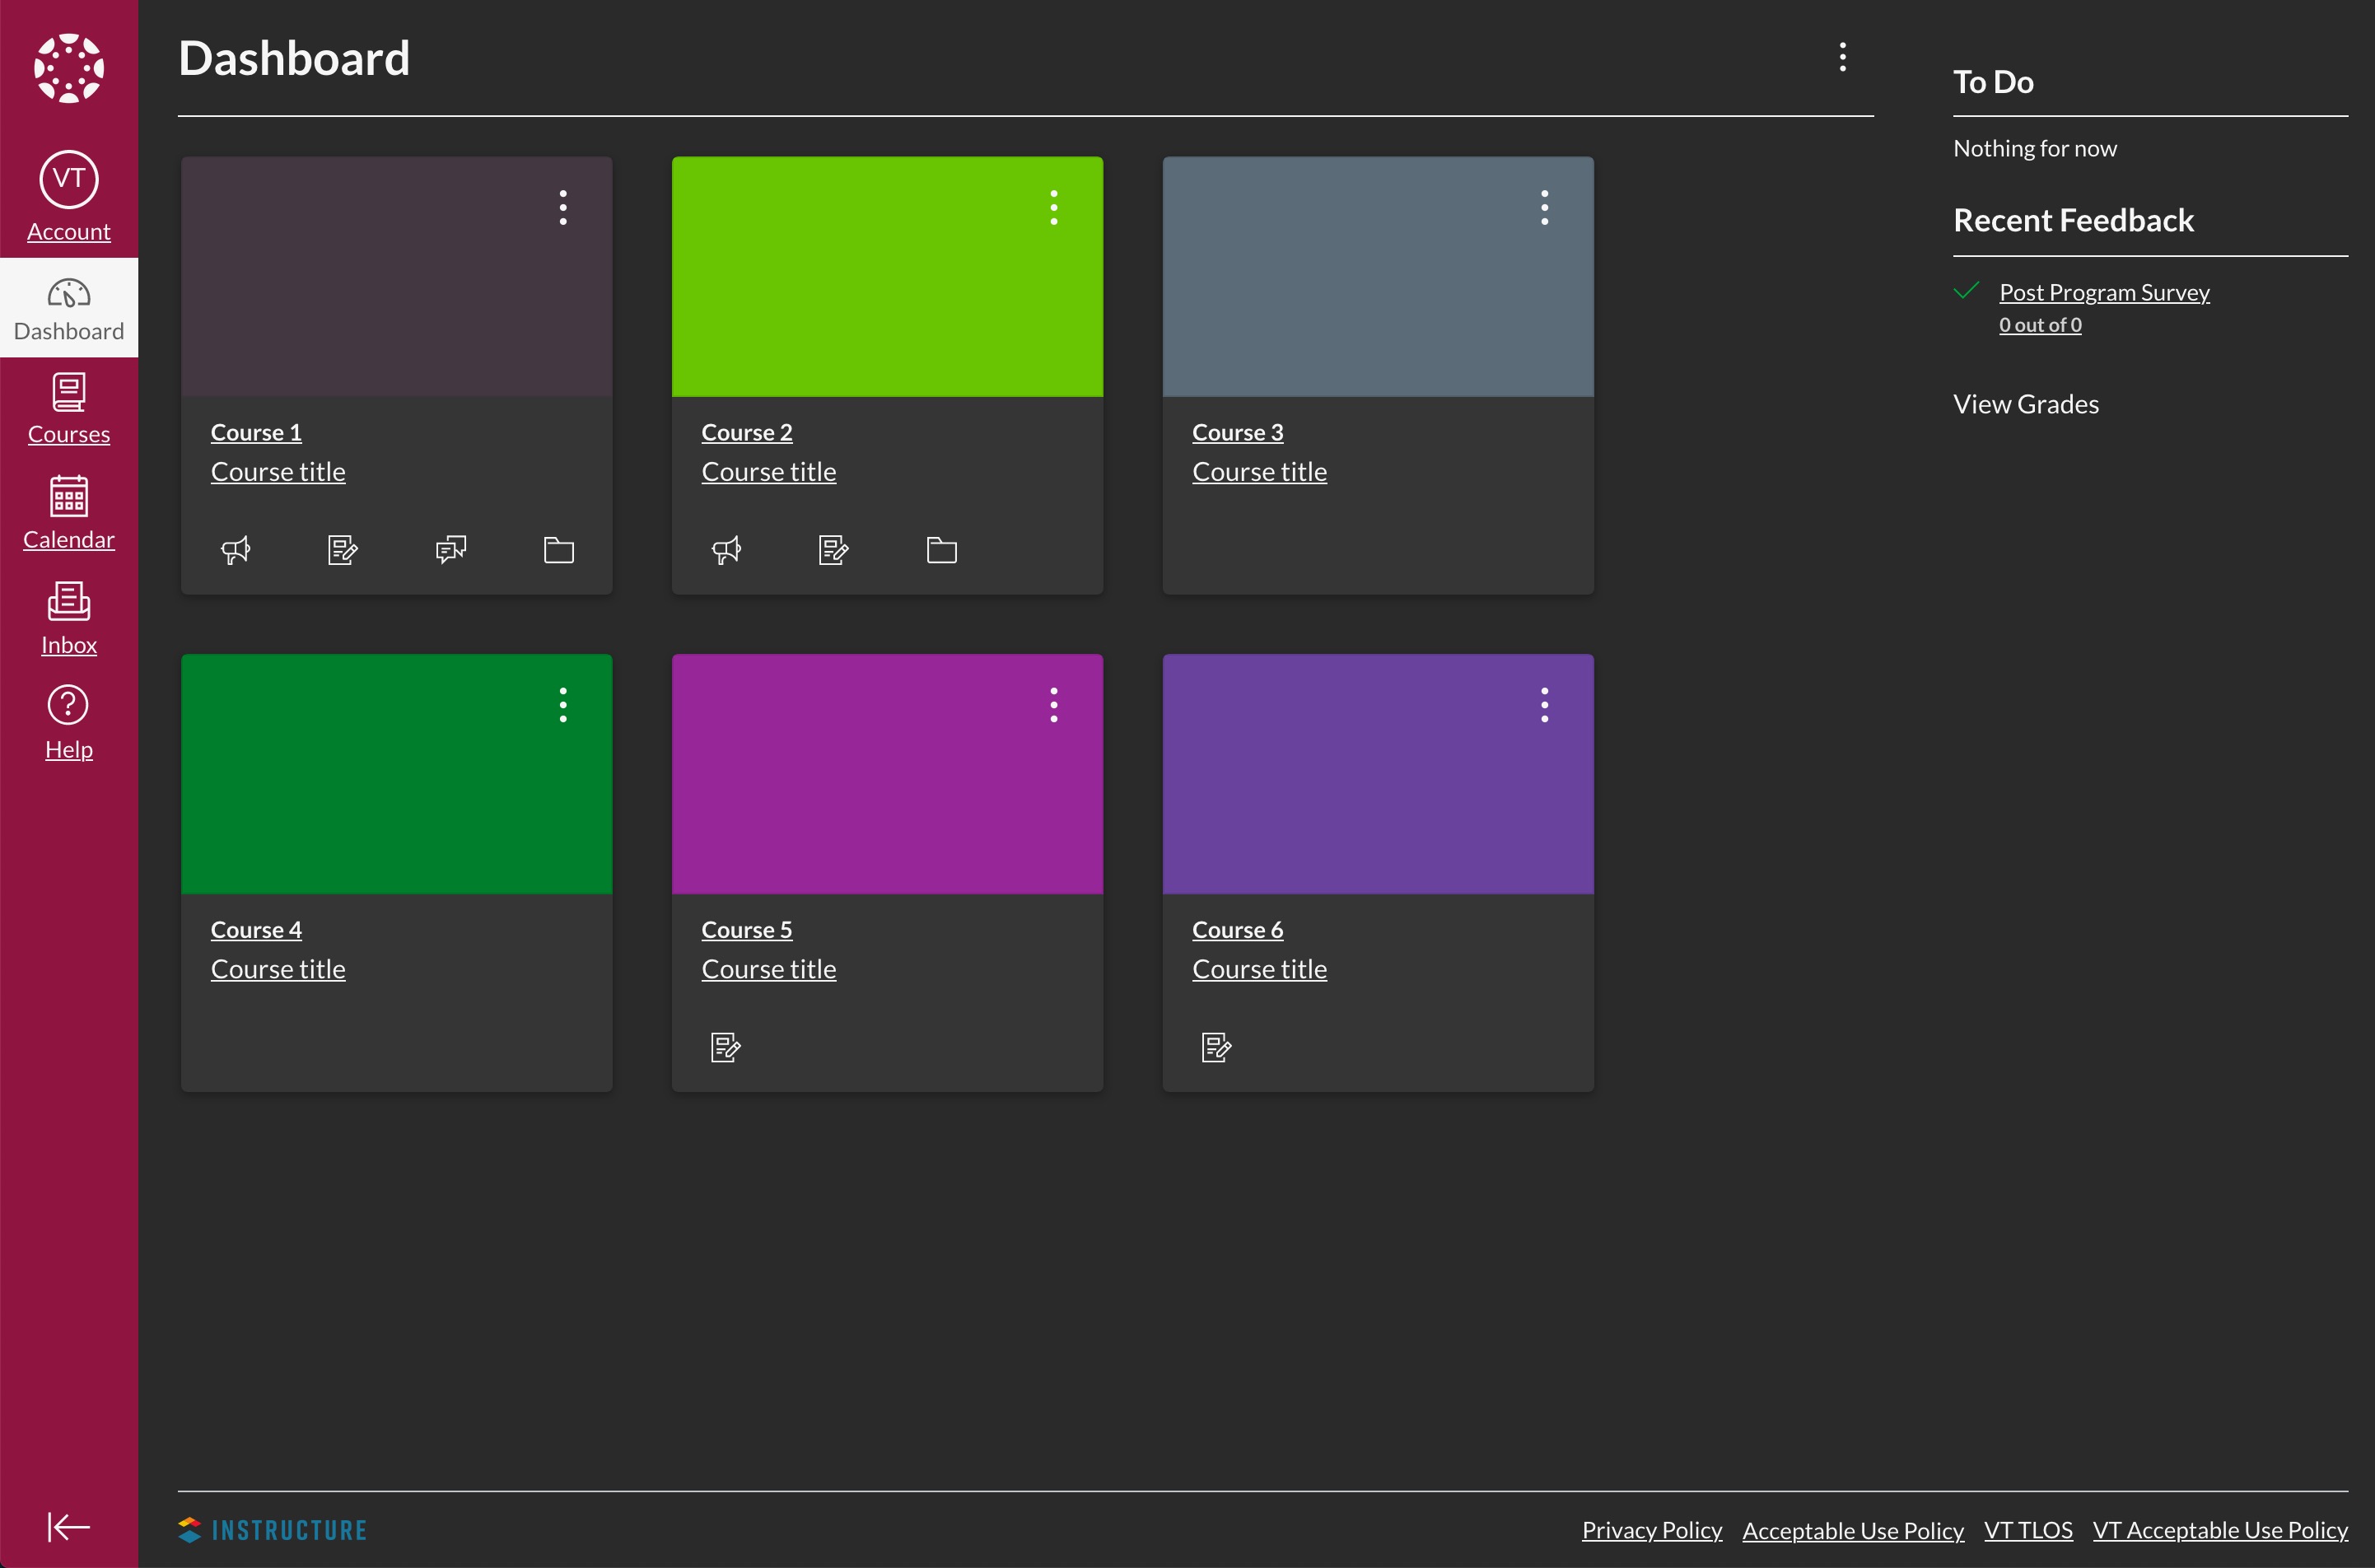 VT
Account
Dashboard
Courses
Calendar
Inbox
Help
Dashboard
Course 1
Course title
Course 2
Course title
Course 3
Course title
Course 4
Course title
Course 5
Course title
Course 6
Course title
To Do
Nothing for now
Recent Feedback
Post Program Survey
0 out of 0
View Grades
INSTRUCTURE
Privacy Policy Acceptable Use Policy VT TLOS VT Acceptable Use Policy